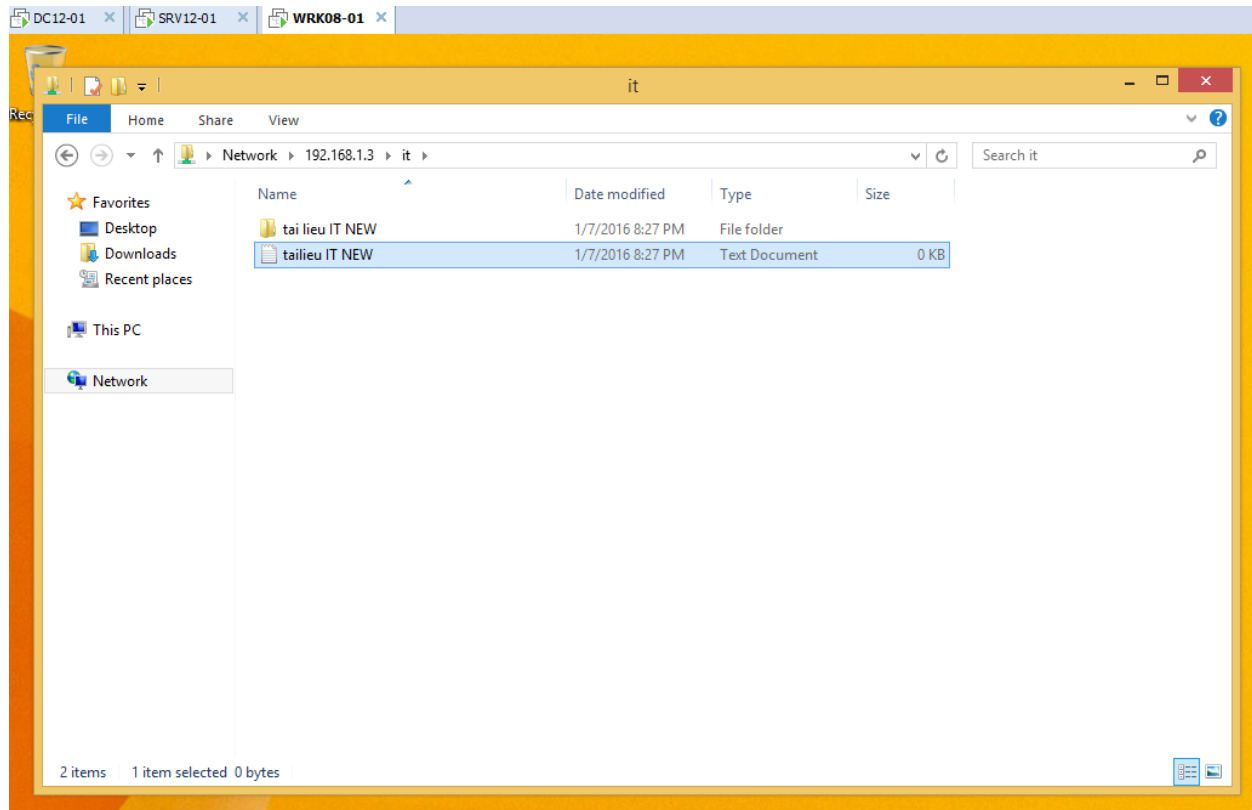 DC12-01 SRV12-01 WRK08-01
it
Rec
File Home Share View
Network 192.168.1.3 it Search it
Name Date modified Type Size
Favorites
Desktop
Downloads
Recent places
This PC
Network
tai lieu IT NEW 1/7/2016 8:27 PM File folder
tailieu IT NEW 1/7/2016 8:27 PM Text Document 0 KB
2 items 1 item selected 0 bytes